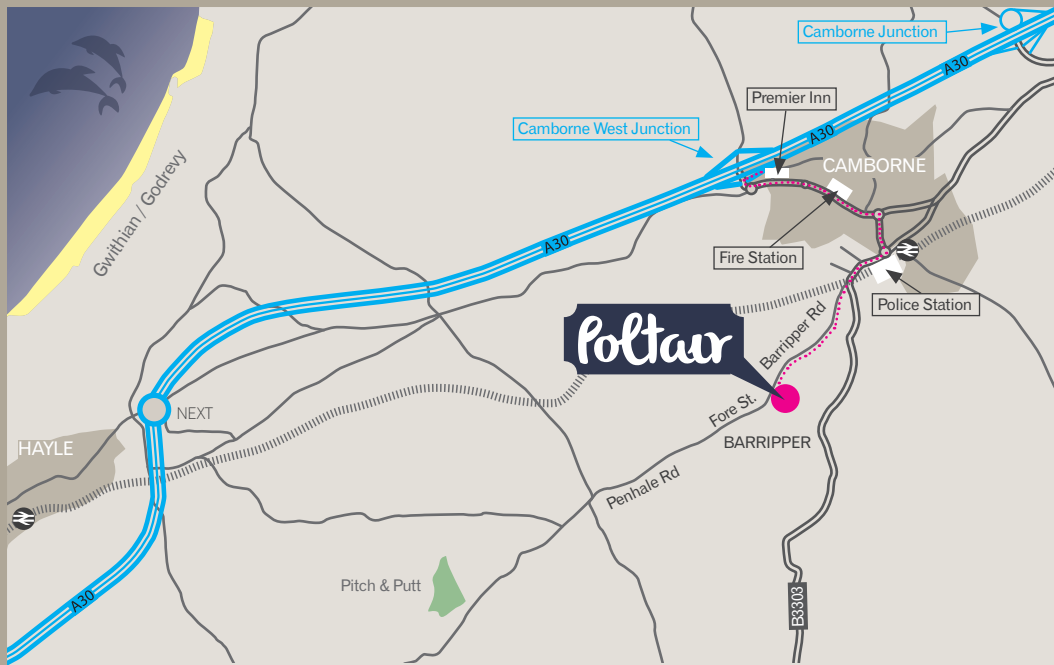 Camborne Junction
A30
Premier Inn
Camborne West Junction
A30
CAMBORNE
Gwithian / Godrevy
A30
Fire Station
Police Station
Poltair
Barripper Rd
Fore St.
NEXT
BARRIPPER
HAYLE
Penhale Rd
Pitch & Putt
A30
B3303